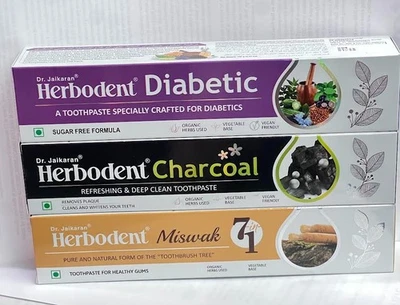 Dr. Jaikaran®
Herbodent® Diabetic
A TOOTHPASTE SPECIALLY CRAFTED FOR DIABETICS
SUGAR FREE FORMULA
ORGANIC HERBS USED
VEGETABLE BASE
VEGAN FRIENDLY
Dr. Jaikaran®
Herbodent® Charcoal
REFRESHING & DEEP CLEAN TOOTHPASTE
REMOVES PLAQUE
CLEANS AND WHITENS YOUR TEETH
ORGANIC HERBS USED
VEGETABLE BASE
VEGAN FRIENDLY
Dr. Jaikaran®
Herbodent® Miswak
PURE AND NATURAL FORM OF THE "TOOTHBRUSH TREE"
TOOTHPASTE FOR HEALTHY GUMS
ORGANIC HERBS USED
VEGETABLE BASE